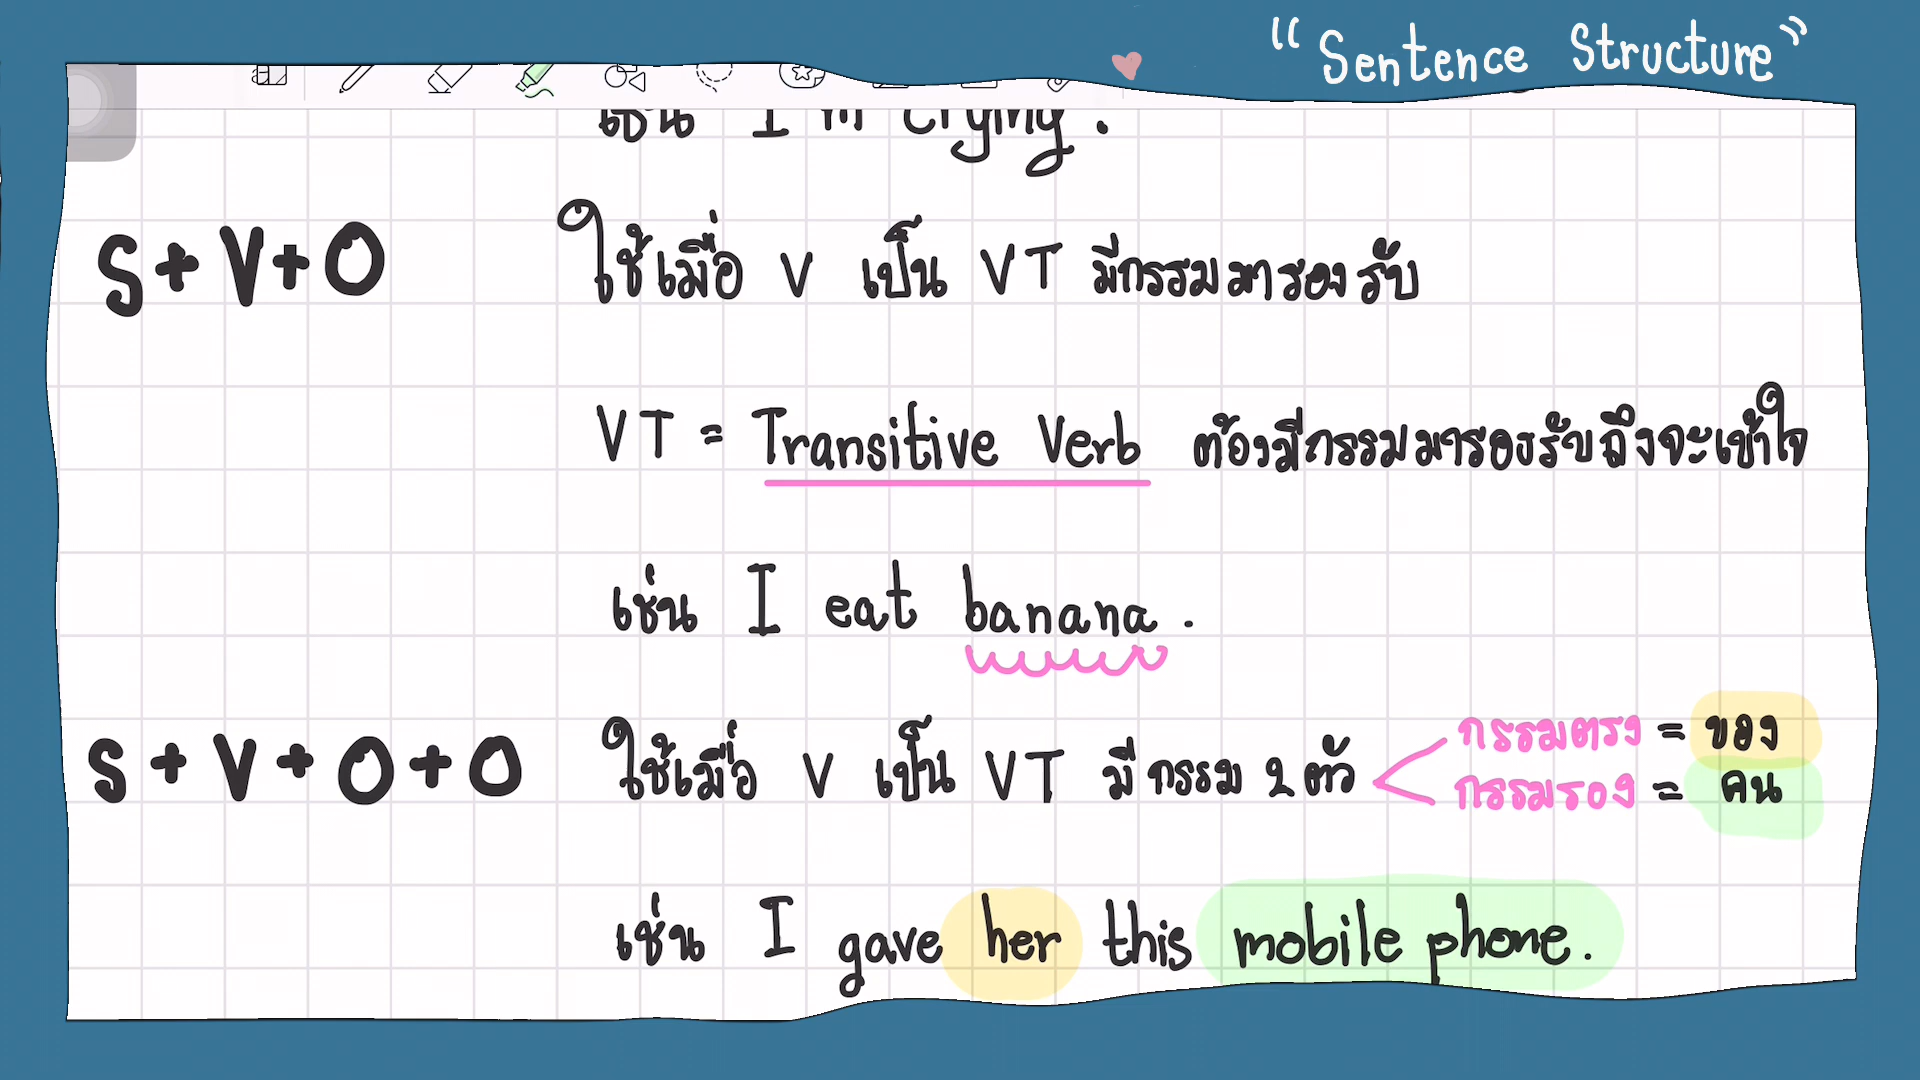 "Sentence Structure"
เช่น I'm crying.
S+V+O ใช้เมื่อ V เป็น VT มีกรรมมารองรับ
VT = Transitive Verb ต้องมีกรรมมารองรับถึงจะเข้าใจ
เช่น I eat banana.
S+V+O+O ใช้เมื่อ V เป็น VT มีกรรม 2 ตัว
กรรมตรง = ของ
กรรมรอง = คน
เช่น I gave her this mobile phone.